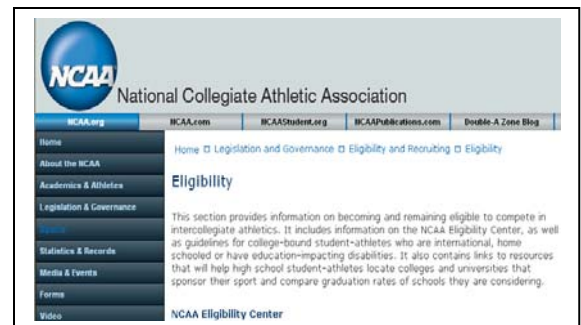 NCAA
National Collegiate Athletic Association
NCAA.org NCAA.com NCAAStudent.org NCAAPublications.com Double-A Zone Blog
Home
About the NCAA
Academics & Athletes
Legislation & Governance
Sports
Statistics & Records
Media & Events
Forms
Video
Home □ Legislation and Governance □ Eligibility and Recruiting □ Eligibility
Eligibility
This section provides information on becoming and remaining eligible to compete in
intercollegiate athletics. It includes information on the NCAA Eligibility Center, as well
as guidelines for college-bound student-athletes who are international, home
schooled or have education-impacting disabilities. It also contains links to resources
that will help high school student-athletes locate colleges and universities that
sponsor their sport and compare graduation rates of schools they are considering.
NCAA Eligibility Center